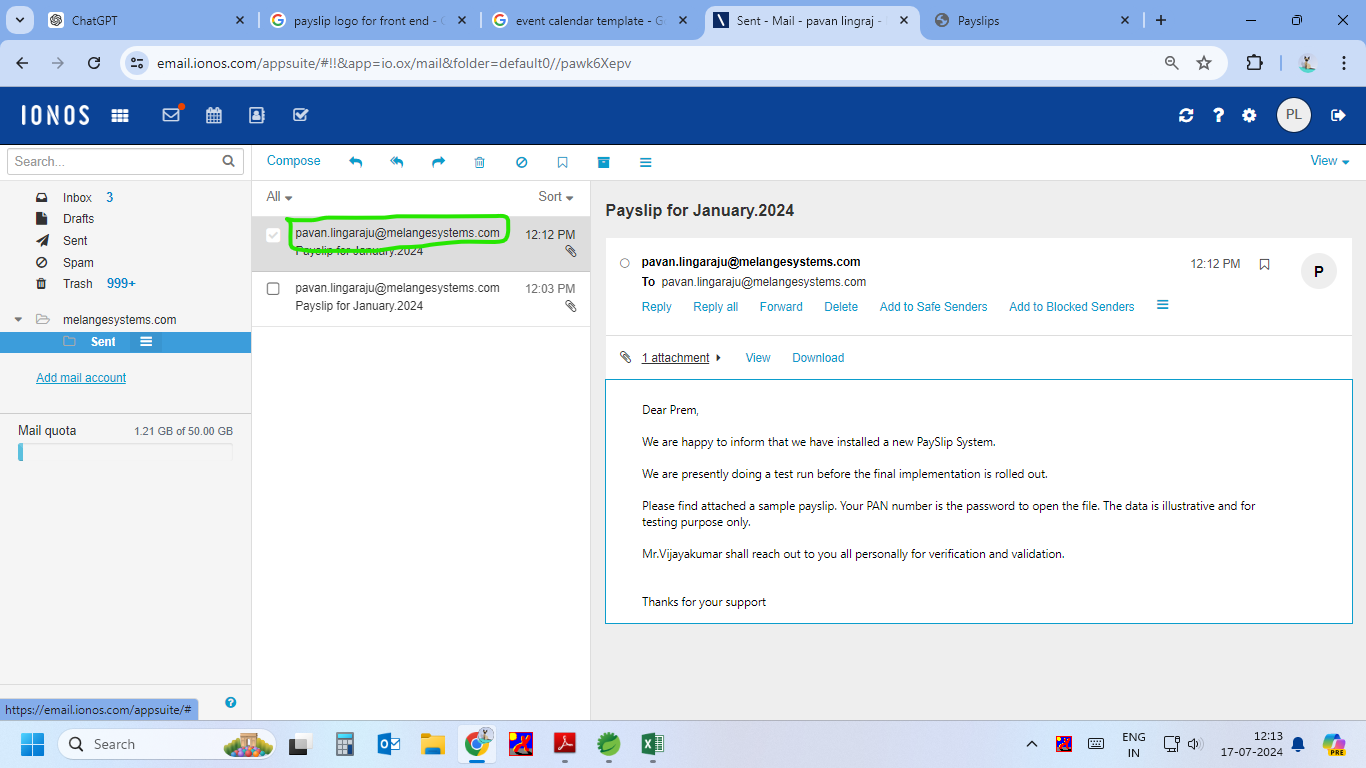 ChatGPT
payslip logo for front end - G
event calendar template - G
Sent - Mail - pavan lingraj -
Payslips
email.ionos.com/appsuite/#!!&app=io.ox/mail&folder=default0//pawk6Xepv
IONOS
PL
Search...
Compose
View
Inbox 3
Drafts
Sent
Spam
Trash 999+
melangesystems.com
Sent
Add mail account
Mail quota 1.21 GB of 50.00 GB
https://email.ionos.com/appsuite/#
All Sort
pavan.lingaraju@melangesystems.com 12:12 PM
Payslip for January.2024
pavan.lingaraju@melangesystems.com 12:03 PM
Payslip for January.2024
Payslip for January.2024
pavan.lingaraju@melangesystems.com 12:12 PM
P
To pavan.lingaraju@melangesystems.com
Reply Reply all Forward Delete Add to Safe Senders Add to Blocked Senders
1 attachment View Download
Dear Prem,
We are happy to inform that we have installed a new PaySlip System.
We are presently doing a test run before the final implementation is rolled out.
Please find attached a sample payslip. Your PAN number is the password to open the file. The data is illustrative and for
testing purpose only.
Mr.Vijayakumar shall reach out to you all personally for verification and validation.
Thanks for your support
Search
ENG
IN
12:13
17-07-2024
PRE